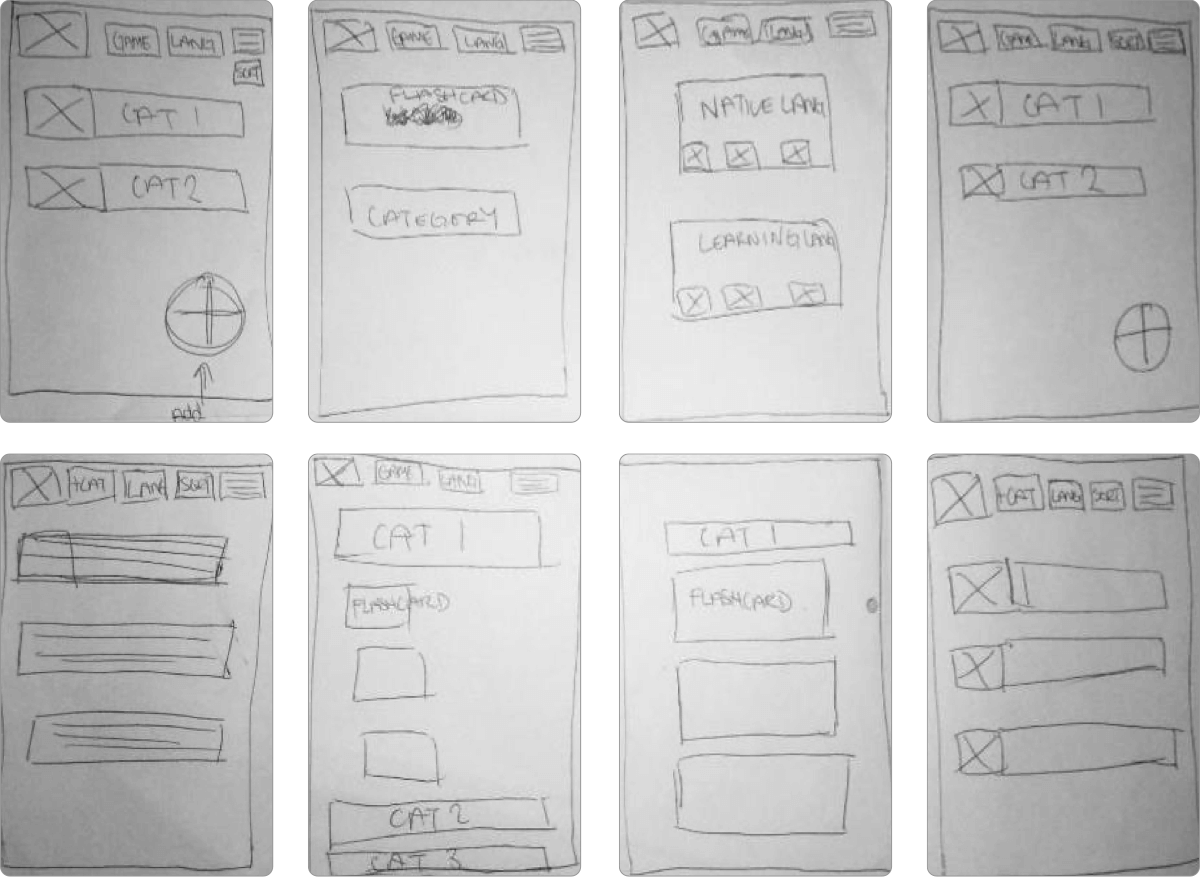 GAME LANG
SORT
CAT 1
CAT 2
Add
GAME LANG
FLASHCARD
CATEGORY
GAME LANG
NATIVE LANG
LEARNING LANG
GAME LANG SORT
CAT 1
CAT 2
+CAT LANG SORT
GAME LANG
CAT 1
FLASHCARD
CAT 2
CAT 3
CAT 1
FLASHCARD
+CAT LANG SORT